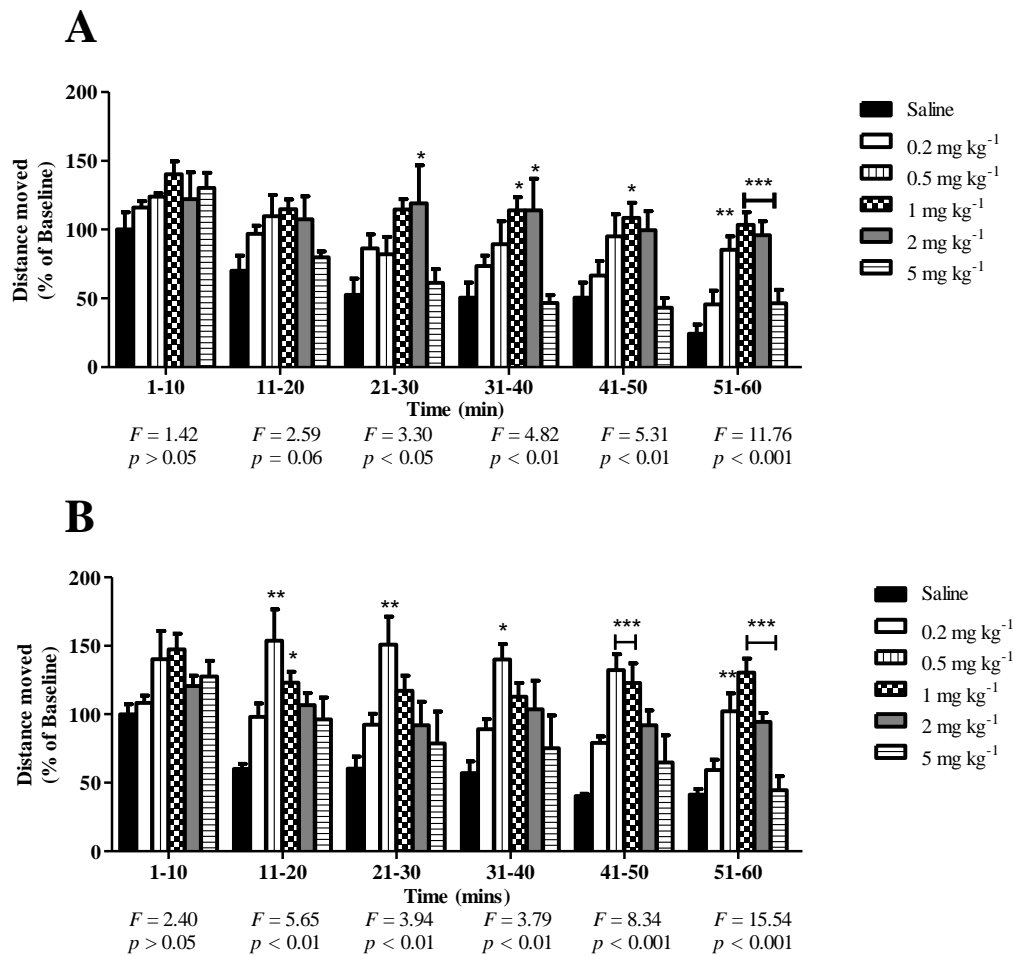 A
Distance moved
(% of Baseline)
200
150
100
50
0
* * * * ** ***
1-10 11-20 21-30 31-40 41-50 51-60
Time (min)
F = 1.42 F = 2.59 F = 3.30 F = 4.82 F = 5.31 F = 11.76
p > 0.05 p = 0.06 p < 0.05 p < 0.01 p < 0.01 p < 0.001
Saline
0.2 mg kg⁻¹
0.5 mg kg⁻¹
1 mg kg⁻¹
2 mg kg⁻¹
5 mg kg⁻¹
B
Distance moved
(% of Baseline)
200
150
100
50
0
** * ** * *** ** ***
1-10 11-20 21-30 31-40 41-50 51-60
Time (mins)
F = 2.40 F = 5.65 F = 3.94 F = 3.79 F = 8.34 F = 15.54
p > 0.05 p < 0.01 p < 0.01 p < 0.01 p < 0.001 p < 0.001
Saline
0.2 mg kg⁻¹
0.5 mg kg⁻¹
1 mg kg⁻¹
2 mg kg⁻¹
5 mg kg⁻¹